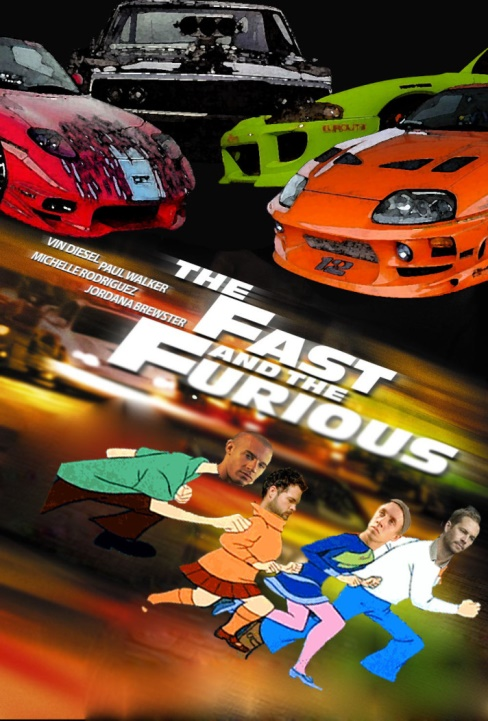 VIN DIESEL PAUL WALKER
MICHELLE RODRIGUEZ
JORDANA BREWSTER
THE
FAST
AND THE
FURIOUS